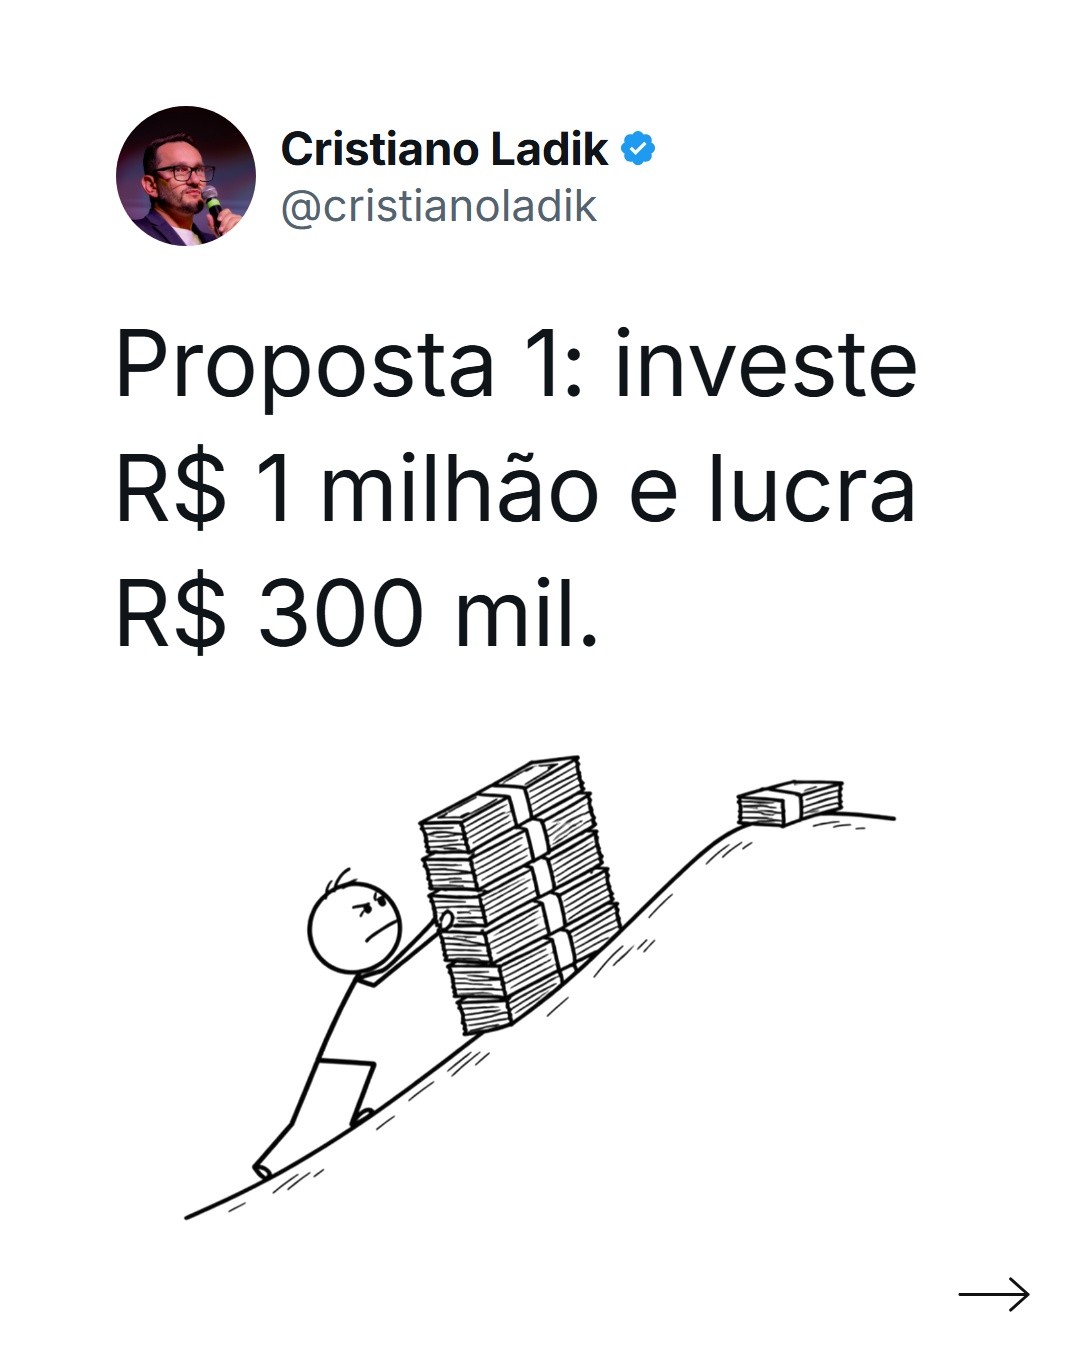 Cristiano Ladik
@cristianoladik
Proposta 1: investe
R$ 1 milhão e lucra
R$ 300 mil.